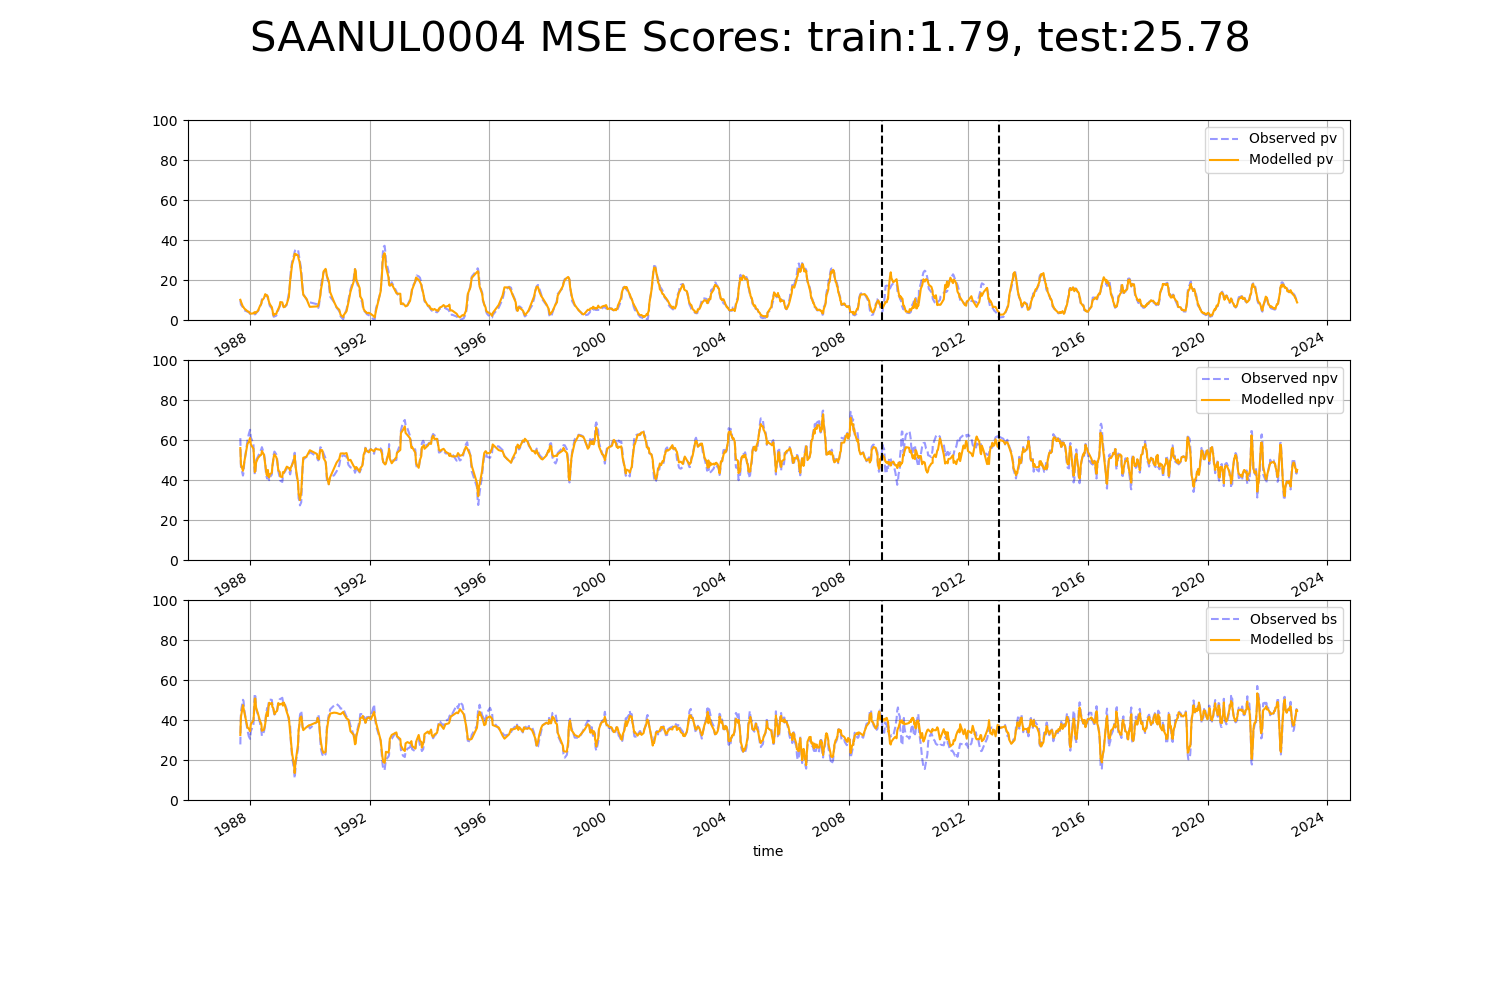 SAANUL0004 MSE Scores: train:1.79, test:25.78
100
80
60
40
20
0
Observed pv
Modelled pv
1988 1992 1996 2000 2004 2008 2012 2016 2020 2024
100
80
60
40
20
0
Observed npv
Modelled npv
1988 1992 1996 2000 2004 2008 2012 2016 2020 2024
100
80
60
40
20
0
Observed bs
Modelled bs
1988 1992 1996 2000 2004 2008 2012 2016 2020 2024
time